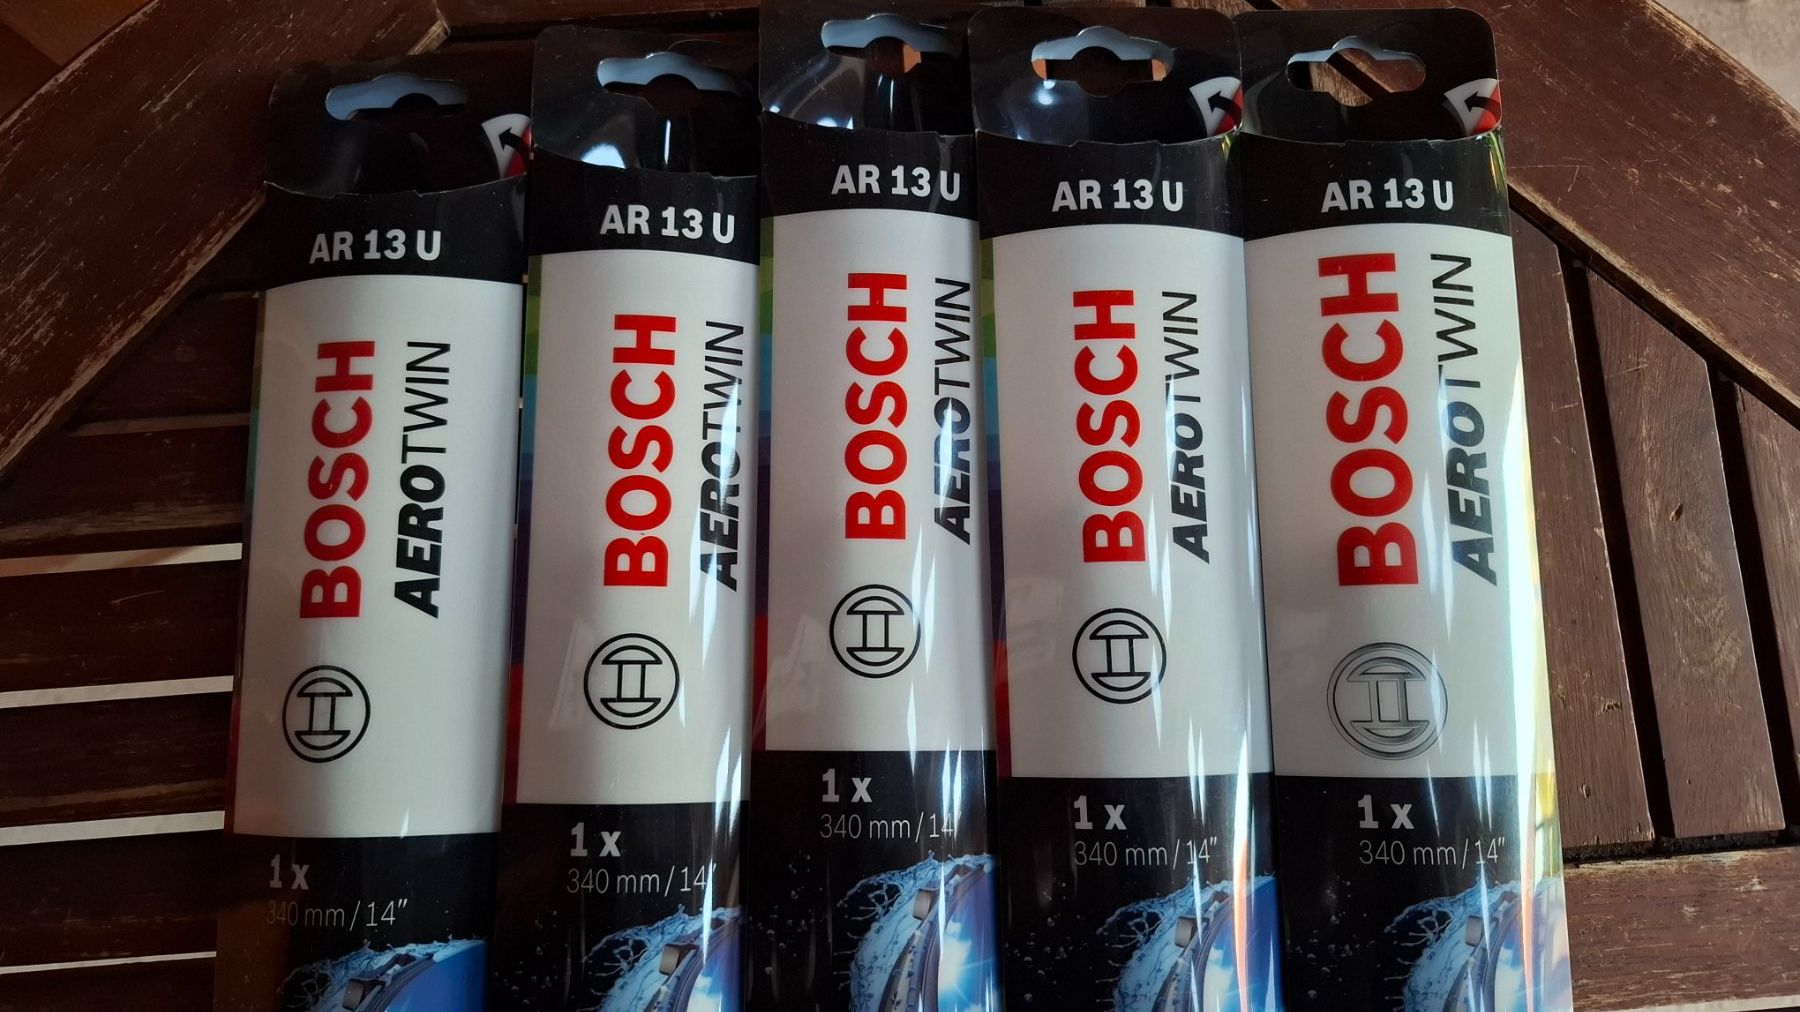 AR 13 U
BOSCH
AEROTWIN
1 x
340 mm / 14"
AR 13 U
BOSCH
AEROTWIN
1 x
340 mm / 14"
AR 13 U
BOSCH
AEROTWIN
1 x
340 mm / 14"
AR 13 U
BOSCH
AEROTWIN
1 x
340 mm / 14"
AR 13 U
BOSCH
AEROTWIN
1 x
340 mm / 14"